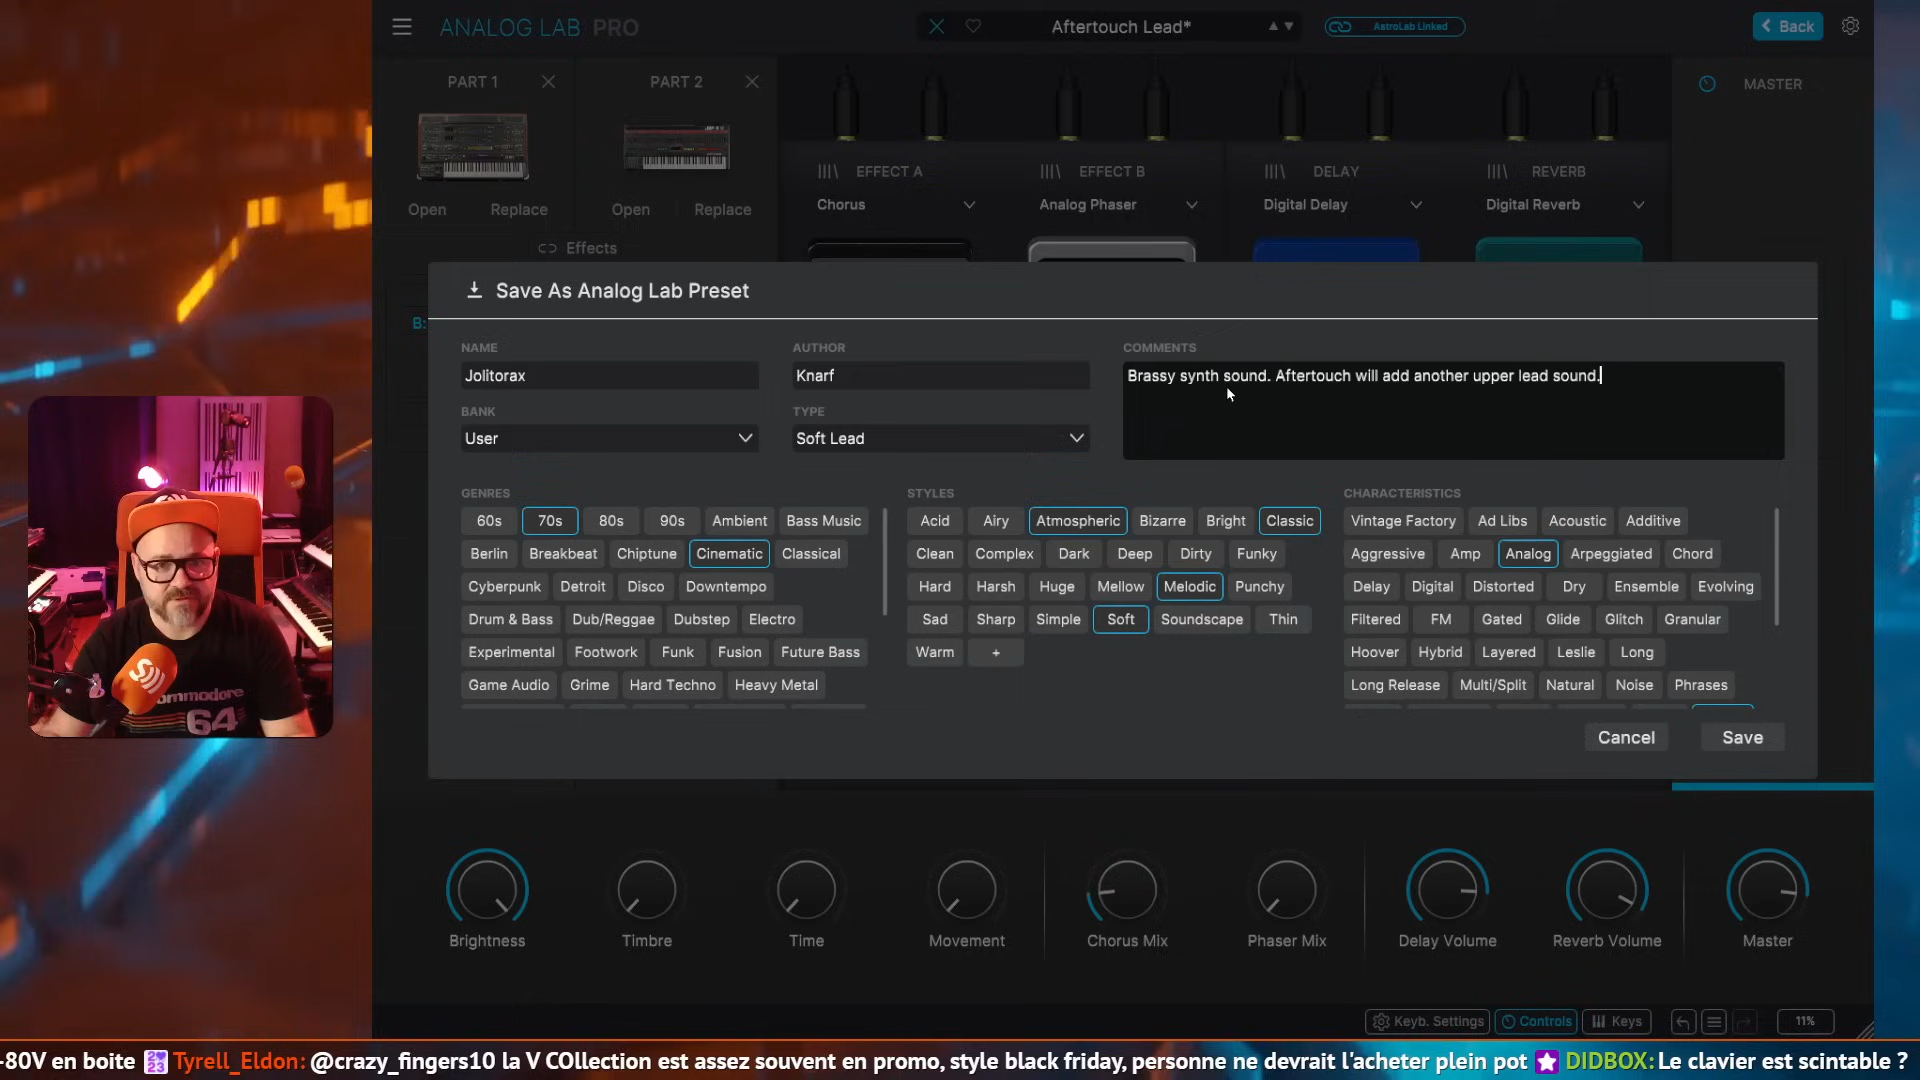 ANALOG LAB PRO
Aftertouch Lead*
AstroLab Linked
Back
PART 1
PART 2
MASTER
EFFECT A
EFFECT B
DELAY
REVERB
Chorus
Analog Phaser
Digital Delay
Digital Reverb
Open
Replace
Open
Replace
Effects
B:
Save As Analog Lab Preset
NAME
AUTHOR
COMMENTS
Jolitorax
Knarf
Brassy synth sound. Aftertouch will add another upper lead sound.
BANK
TYPE
User
Soft Lead
GENRES
60s 70s 80s 90s Ambient Bass Music
Berlin Breakbeat Chiptune Cinematic Classical
Cyberpunk Detroit Disco Downtempo
Drum & Bass Dub/Reggae Dubstep Electro
Experimental Footwork Funk Fusion Future Bass
Game Audio Grime Hard Techno Heavy Metal
STYLES
Acid Airy Atmospheric Bizarre Bright Classic
Clean Complex Dark Deep Dirty Funky
Hard Harsh Huge Mellow Melodic Punchy
Sad Sharp Simple Soft Soundscape Thin
Warm +
CHARACTERISTICS
Vintage Factory Ad Libs Acoustic Additive
Aggressive Amp Analog Arpeggiated Chord
Delay Digital Distorted Dry Ensemble Evolving
Filtered FM Gated Glide Glitch Granular
Hoover Hybrid Layered Leslie Long
Long Release Multi/Split Natural Noise Phrases
Cancel
Save
Brightness
Timbre
Time
Movement
Chorus Mix
Phaser Mix
Delay Volume
Reverb Volume
Master
Keyb. Settings
Controls
Keys
11%
commodore
64
-80V en boite 2023 Tyrell_Eldon: @crazy_fingers10 la V COllection est assez souvent en promo, style black friday, personne ne devrait l'acheter plein pot DIDBOX: Le clavier est scintable ?